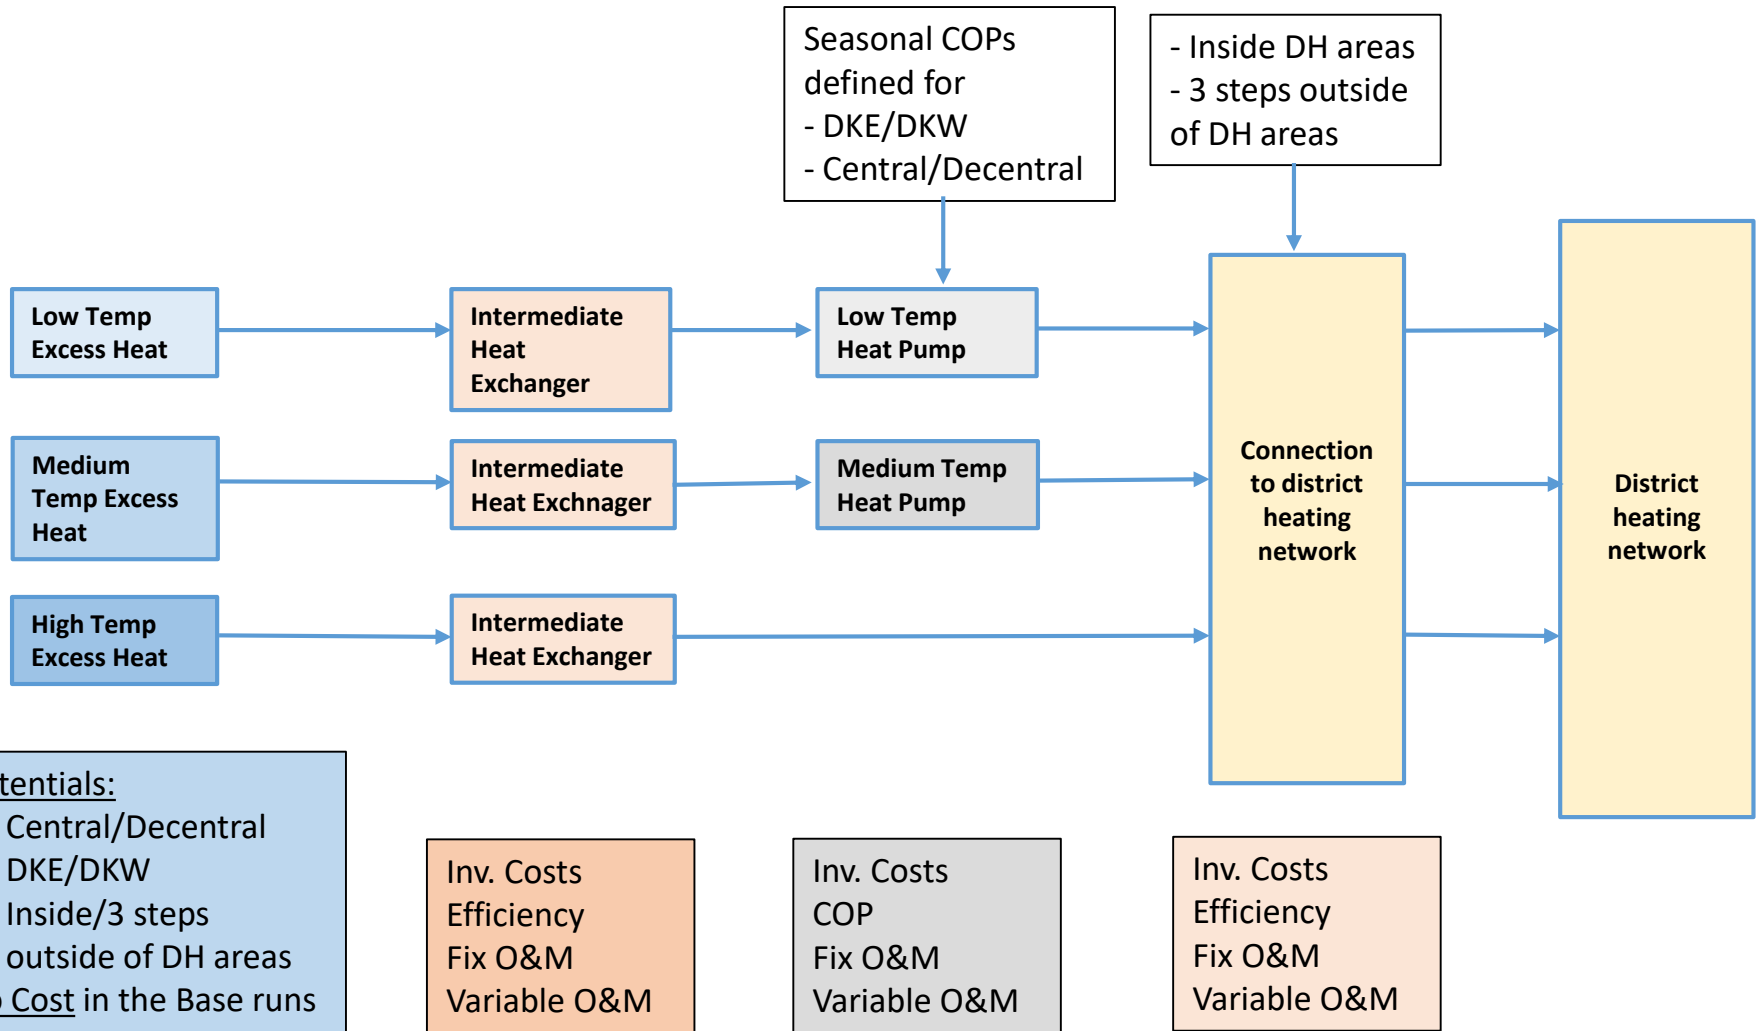 Seasonal COPs
defined for
- DKE/DKW
- Central/Decentral
- Inside DH areas
- 3 steps outside
of DH areas
Low Temp
Excess Heat
Intermediate
Heat
Exchanger
Low Temp
Heat Pump
Medium
Temp Excess
Heat
Intermediate
Heat Exchnager
Medium Temp
Heat Pump
High Temp
Excess Heat
Intermediate
Heat Exchanger
Connection
to district
heating
network
District
heating
network
tentials:
Central/Decentral
DKE/DKW
Inside/3 steps
outside of DH areas
Cost in the Base runs
Inv. Costs
Efficiency
Fix O&M
Variable O&M
Inv. Costs
COP
Fix O&M
Variable O&M
Inv. Costs
Efficiency
Fix O&M
Variable O&M